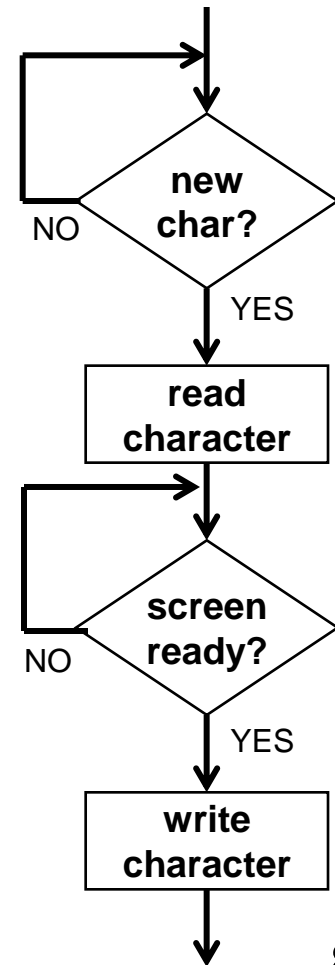 new
char?
NO
YES
read
character
screen
ready?
NO
YES
write
character